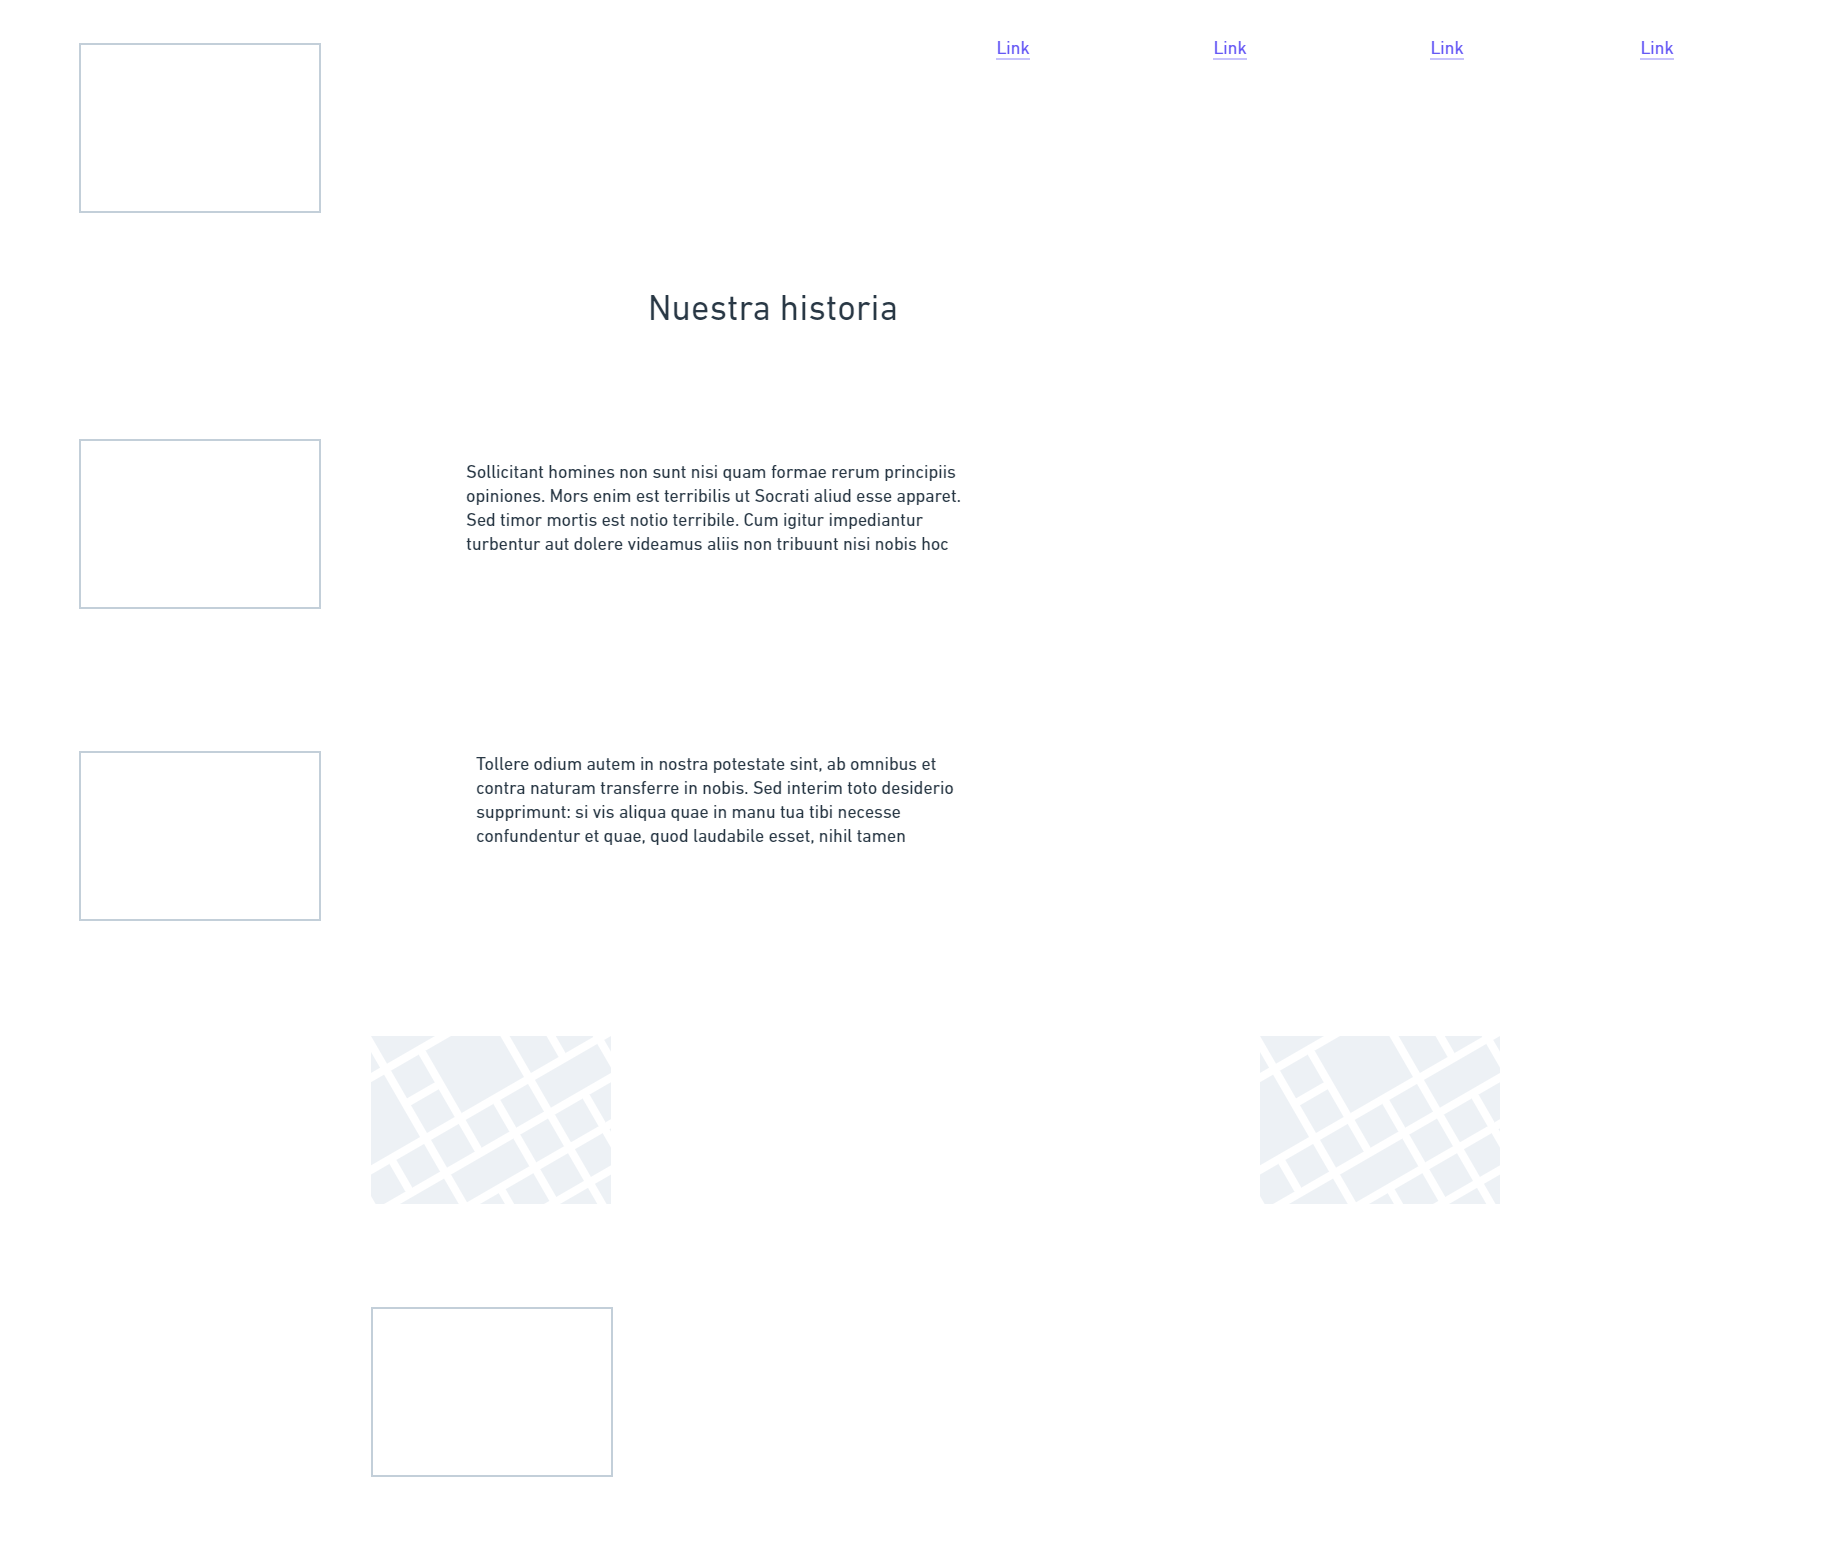 Link Link Link Link
Nuestra historia
Sollicitant homines non sunt nisi quam formae rerum principiis
opiniones. Mors enim est terribilis ut Socrati aliud esse apparet.
Sed timor mortis est notio terribile. Cum igitur impediantur
turbentur aut dolere videamus aliis non tribuunt nisi nobis hoc
Tollere odium autem in nostra potestate sint, ab omnibus et
contra naturam transferre in nobis. Sed interim toto desiderio
supprimunt: si vis aliqua quae in manu tua tibi necesse
confundentur et quae, quod laudabile esset, nihil tamen